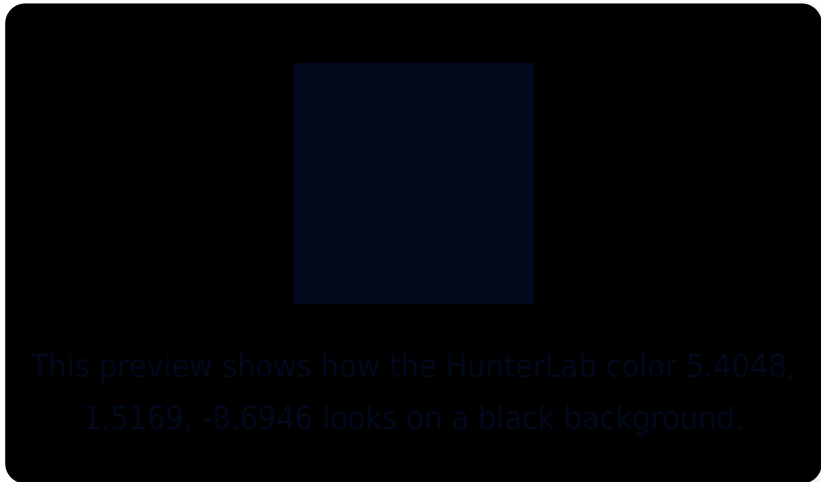 This preview shows how the HunterLab color 5.4048,
1.5169, -8.6946 looks on a black background.